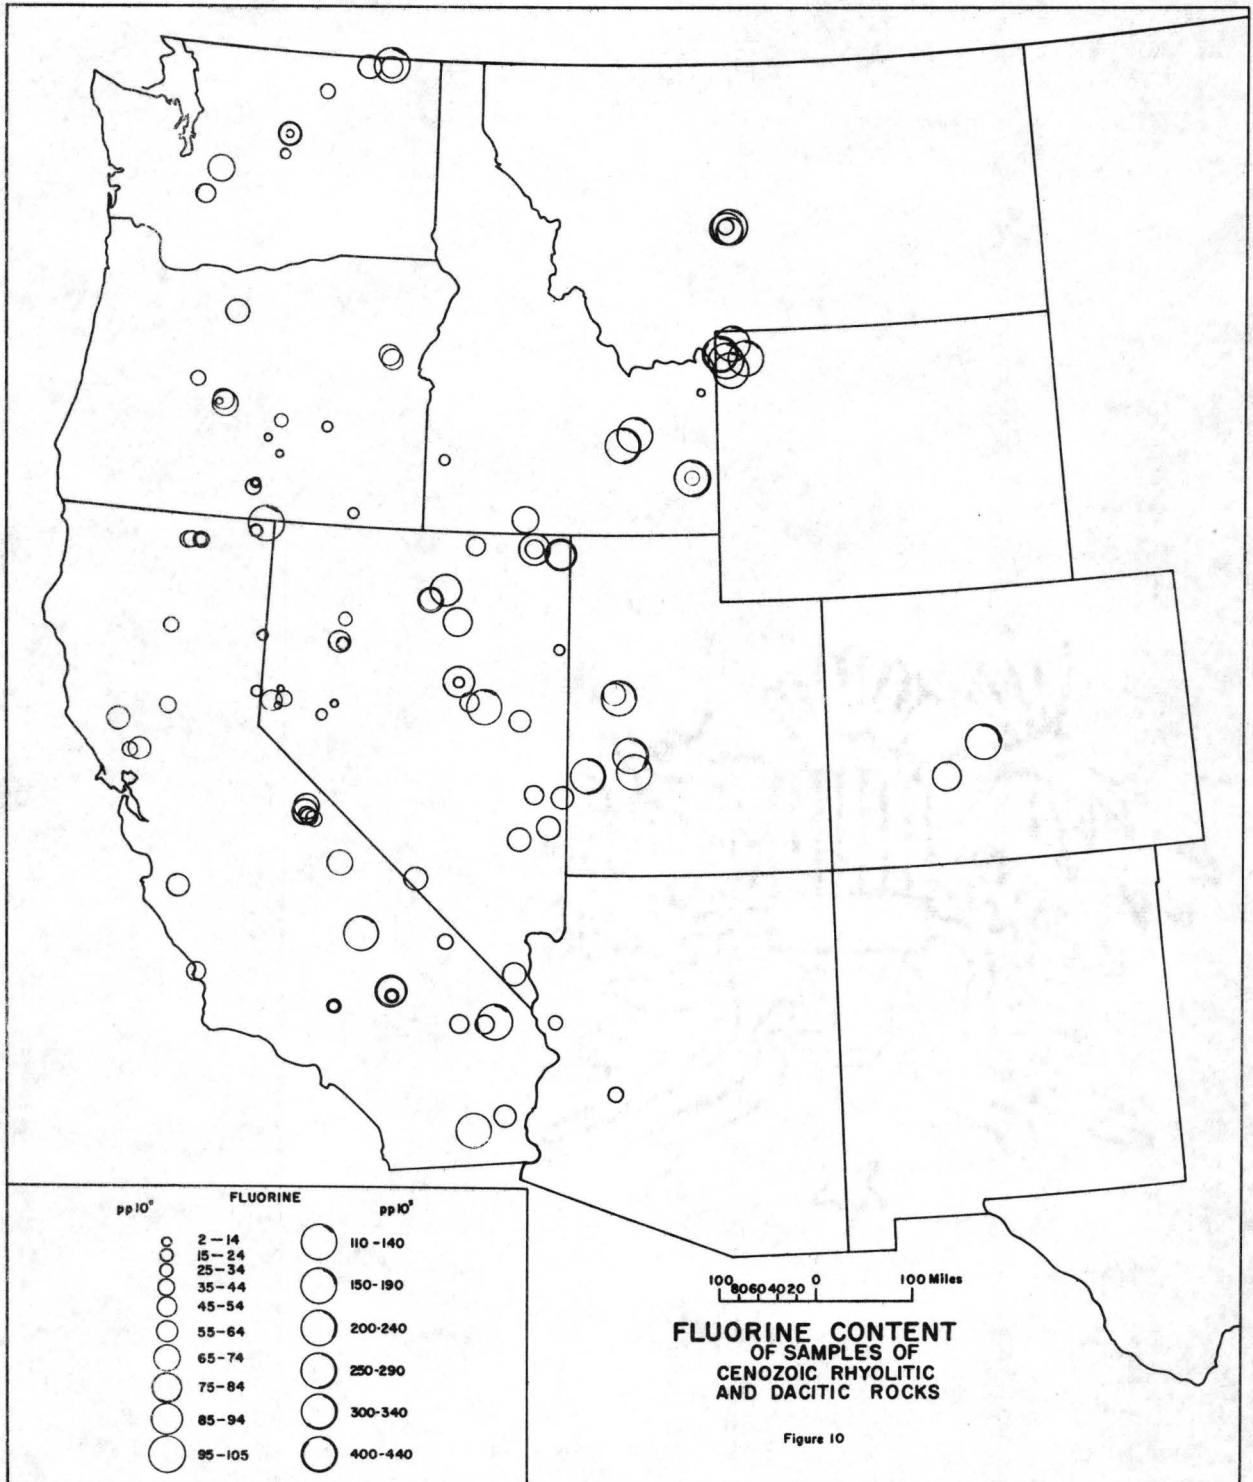 FLUORINE
pp10⁵ pp10⁵
2-14
15-24
25-34
35-44
45-54
55-64
65-74
75-84
85-94
95-105
110-140
150-190
200-240
250-290
300-340
400-440
100 80 60 40 20 0 100 Miles
FLUORINE CONTENT
OF SAMPLES OF
CENOZOIC RHYOLITIC
AND DACITIC ROCKS
Figure 10